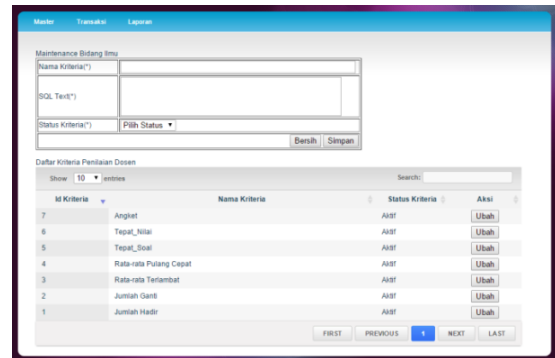 Master Transaksi Laporan
Maintenance Bidang Ilmu
Nama Kriteria(*)
SQL Text(*)
Status Kriteria(*) Pilih Status
Bersih Simpan
Daftar Kriteria Penilaian Dosen
Show 10 entries Search:
Id Kriteria Nama Kriteria Status Kriteria Aksi
7 Angket Aktif Ubah
6 Tepat_Nilai Aktif Ubah
5 Tepat_Soal Aktif Ubah
4 Rata-rata Pulang Cepat Aktif Ubah
3 Rata-rata Terlambat Aktif Ubah
2 Jumlah Ganti Aktif Ubah
1 Jumlah Hadir Aktif Ubah
FIRST PREVIOUS 1 NEXT LAST